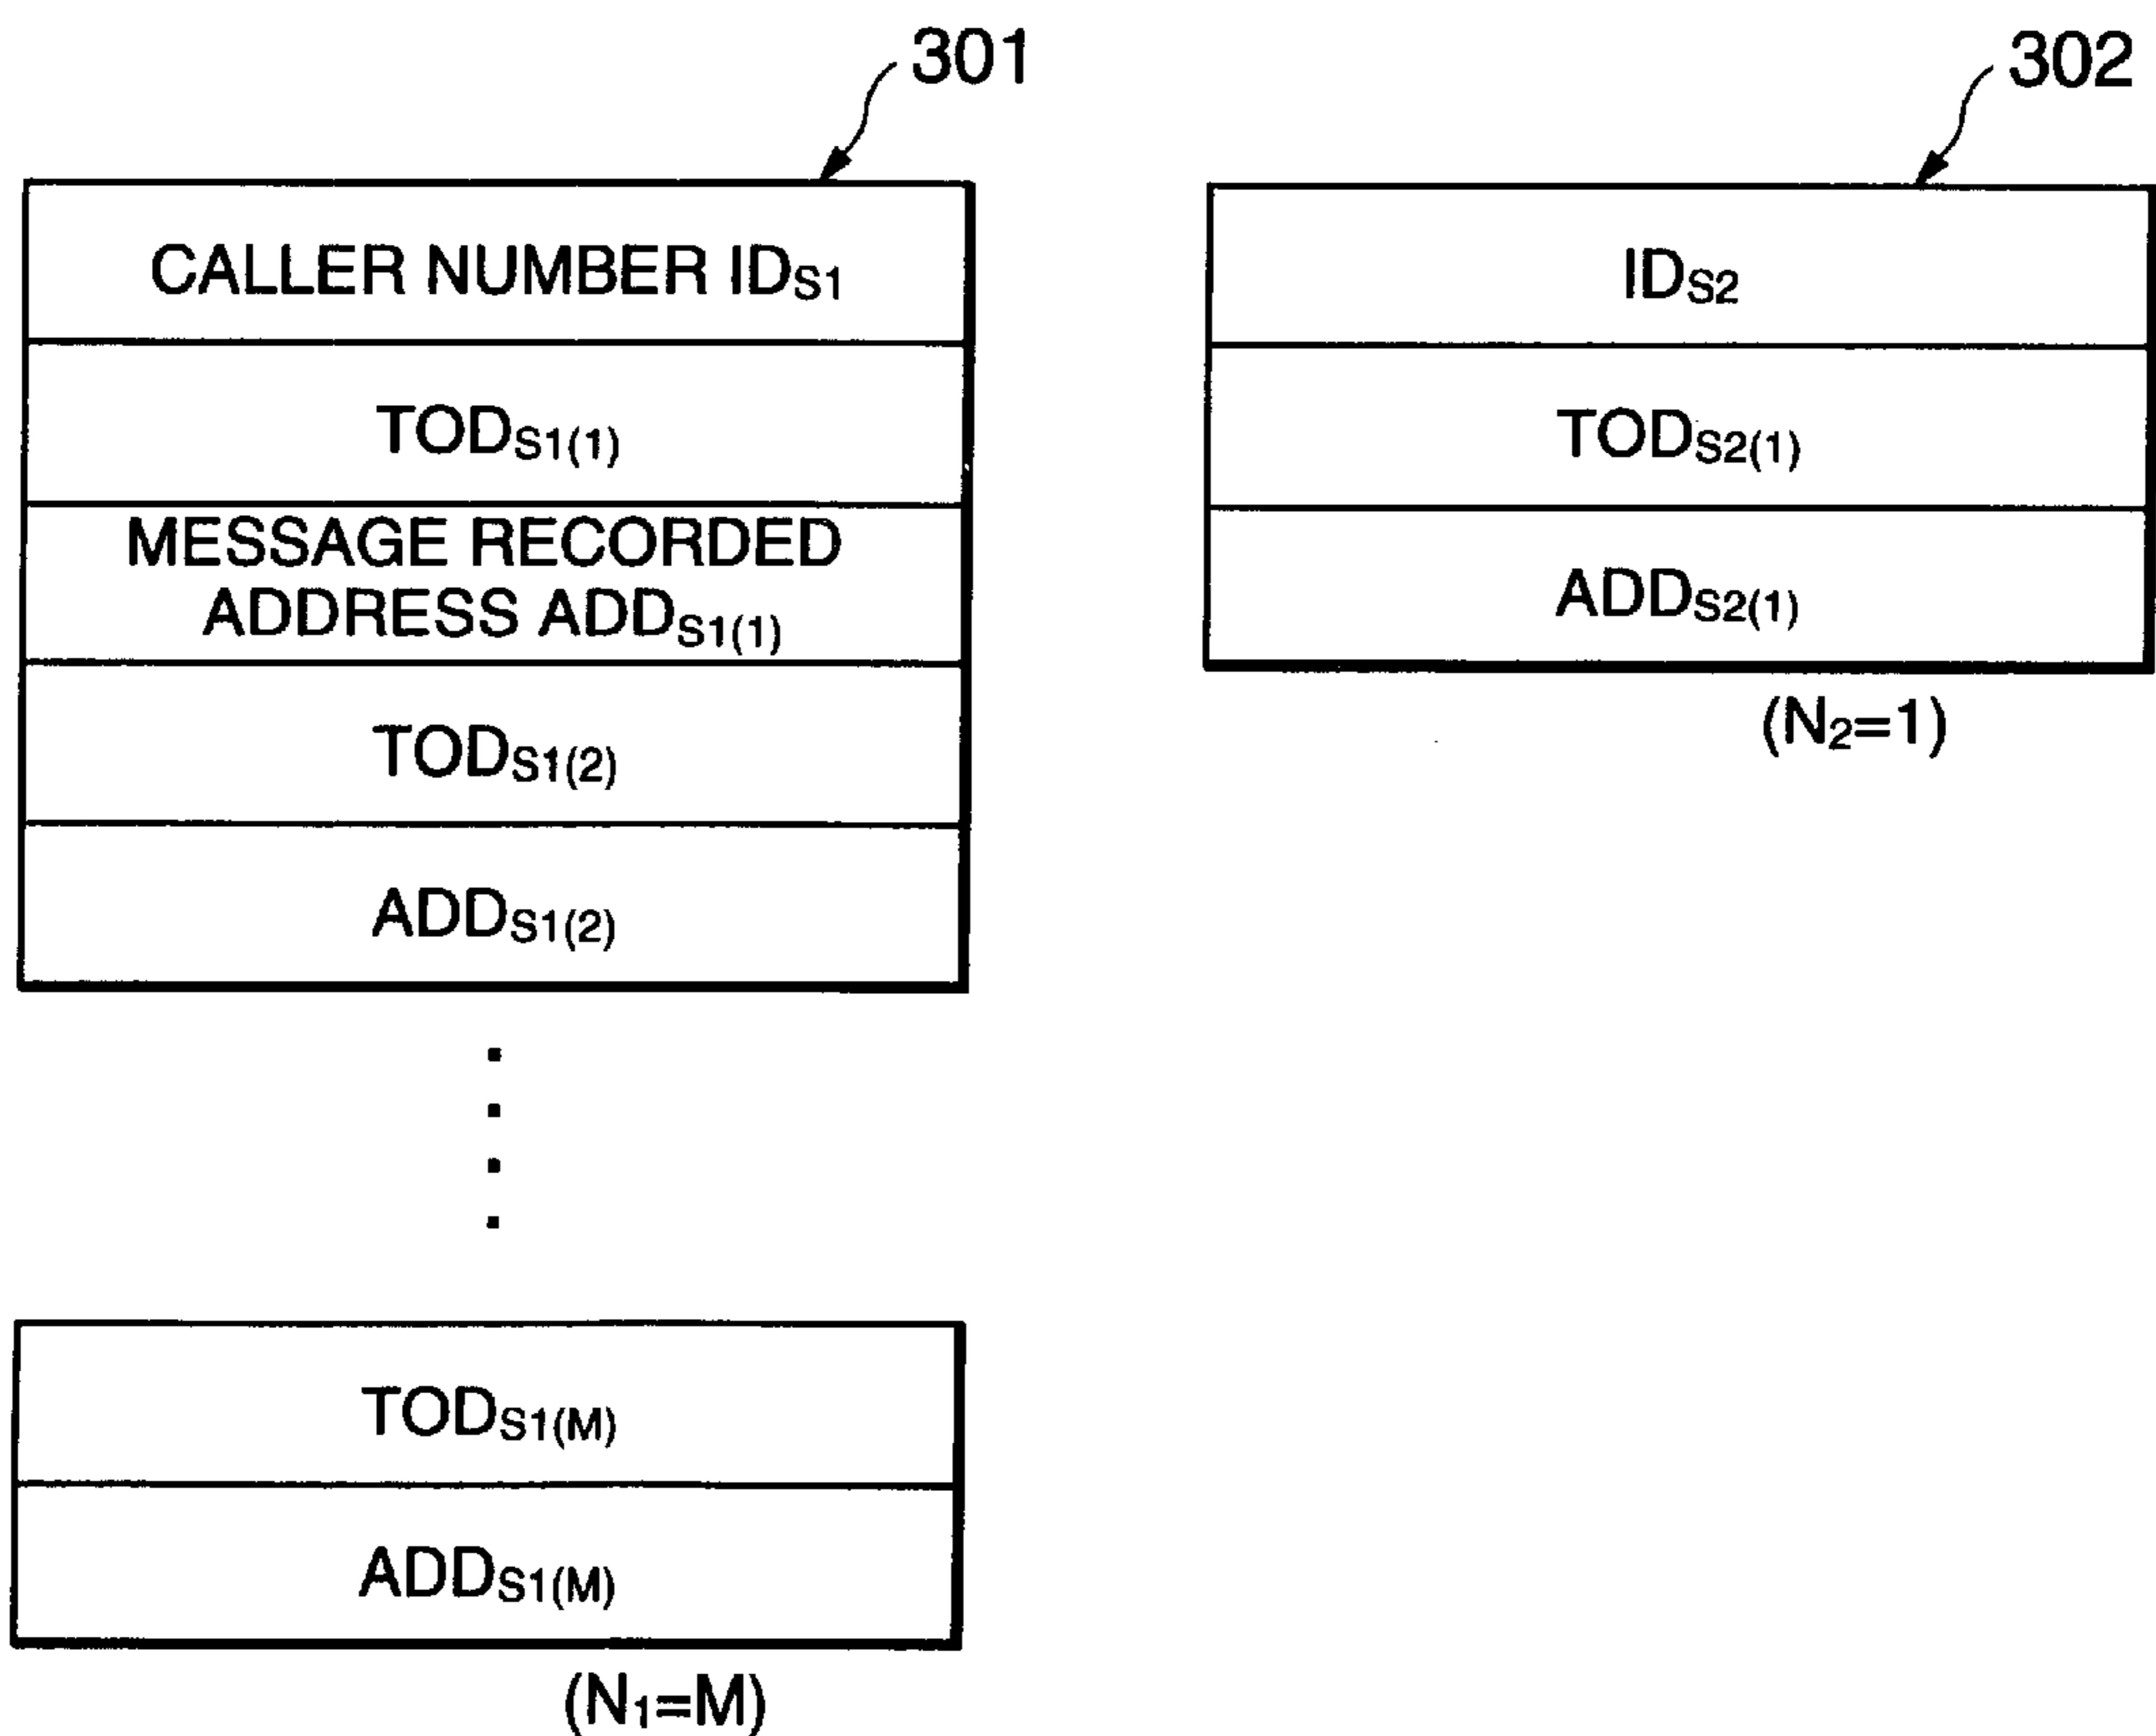 301
CALLER NUMBER IDS1
TODS1(1)
MESSAGE RECORDED
ADDRESS ADDS1(1)
TODS1(2)
ADDS1(2)
TODS1(M)
ADDS1(M)
(N1=M)
302
IDS2
TODS2(1)
ADDS2(1)
(N2=1)